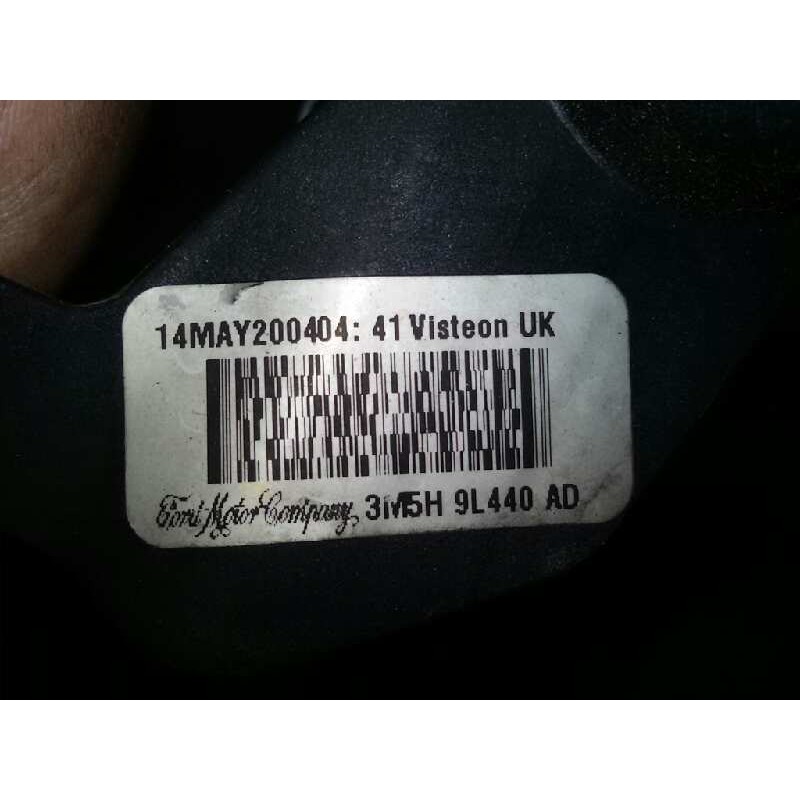 14MAY200404: 41 Visteon UK
Ford Motor Company 3M5H 9L440 AD